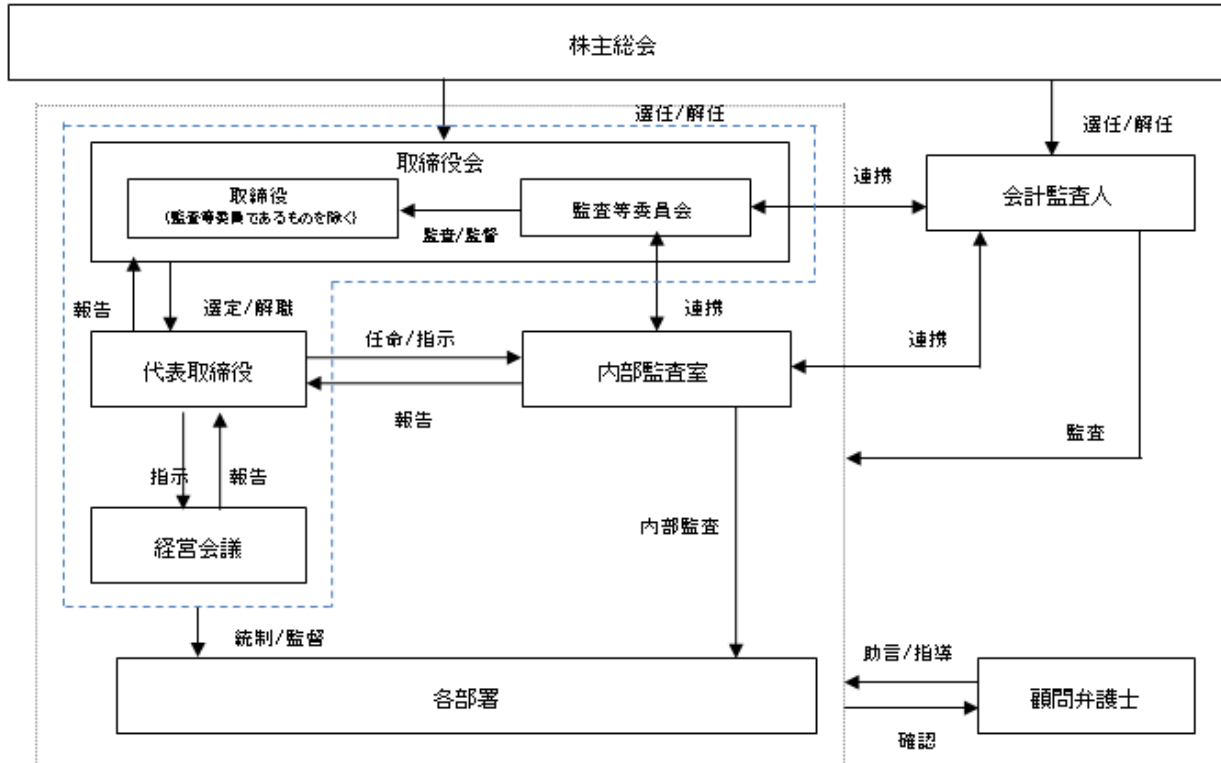 株主総会
選任/解任
選任/解任
取締役会
取締役
(監査等委員であるものを除く)
監査等委員会
監査/監督
連携
会計監査人
報告
選定/解職
連携
連携
代表取締役
任命/指示
報告
内部監査室
監査
指示
報告
経営会議
内部監査
統制/監督
各部署
助言/指導
確認
顧問弁護士